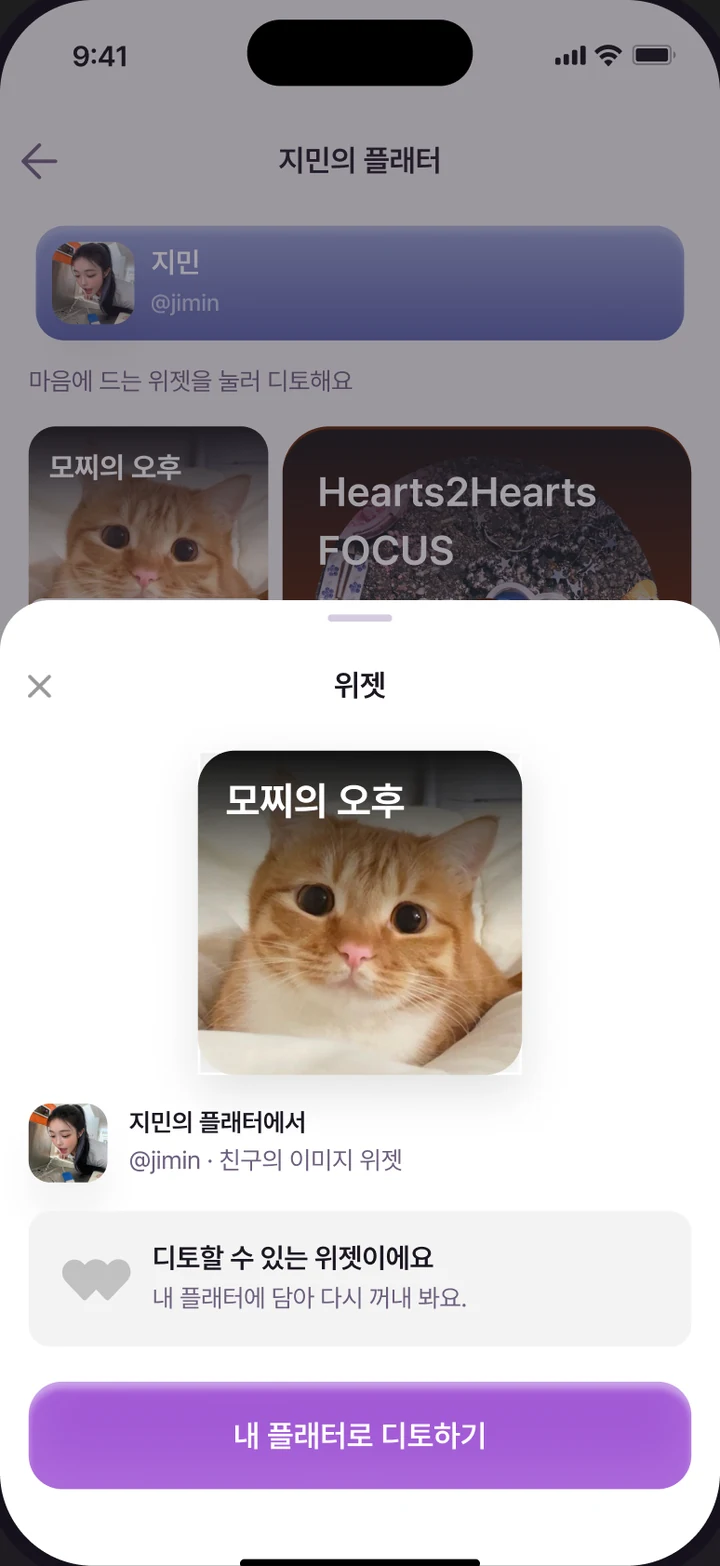 9:41
지민의 플래터
지민
@jimin
마음에 드는 위젯을 눌러 디토해요
모찌의 오후
Hearts2Hearts
FOCUS
위젯
모찌의 오후
지민의 플래터에서
@jimin · 친구의 이미지 위젯
디토할 수 있는 위젯이에요
내 플래터에 담아 다시 꺼내 봐요.
내 플래터로 디토하기